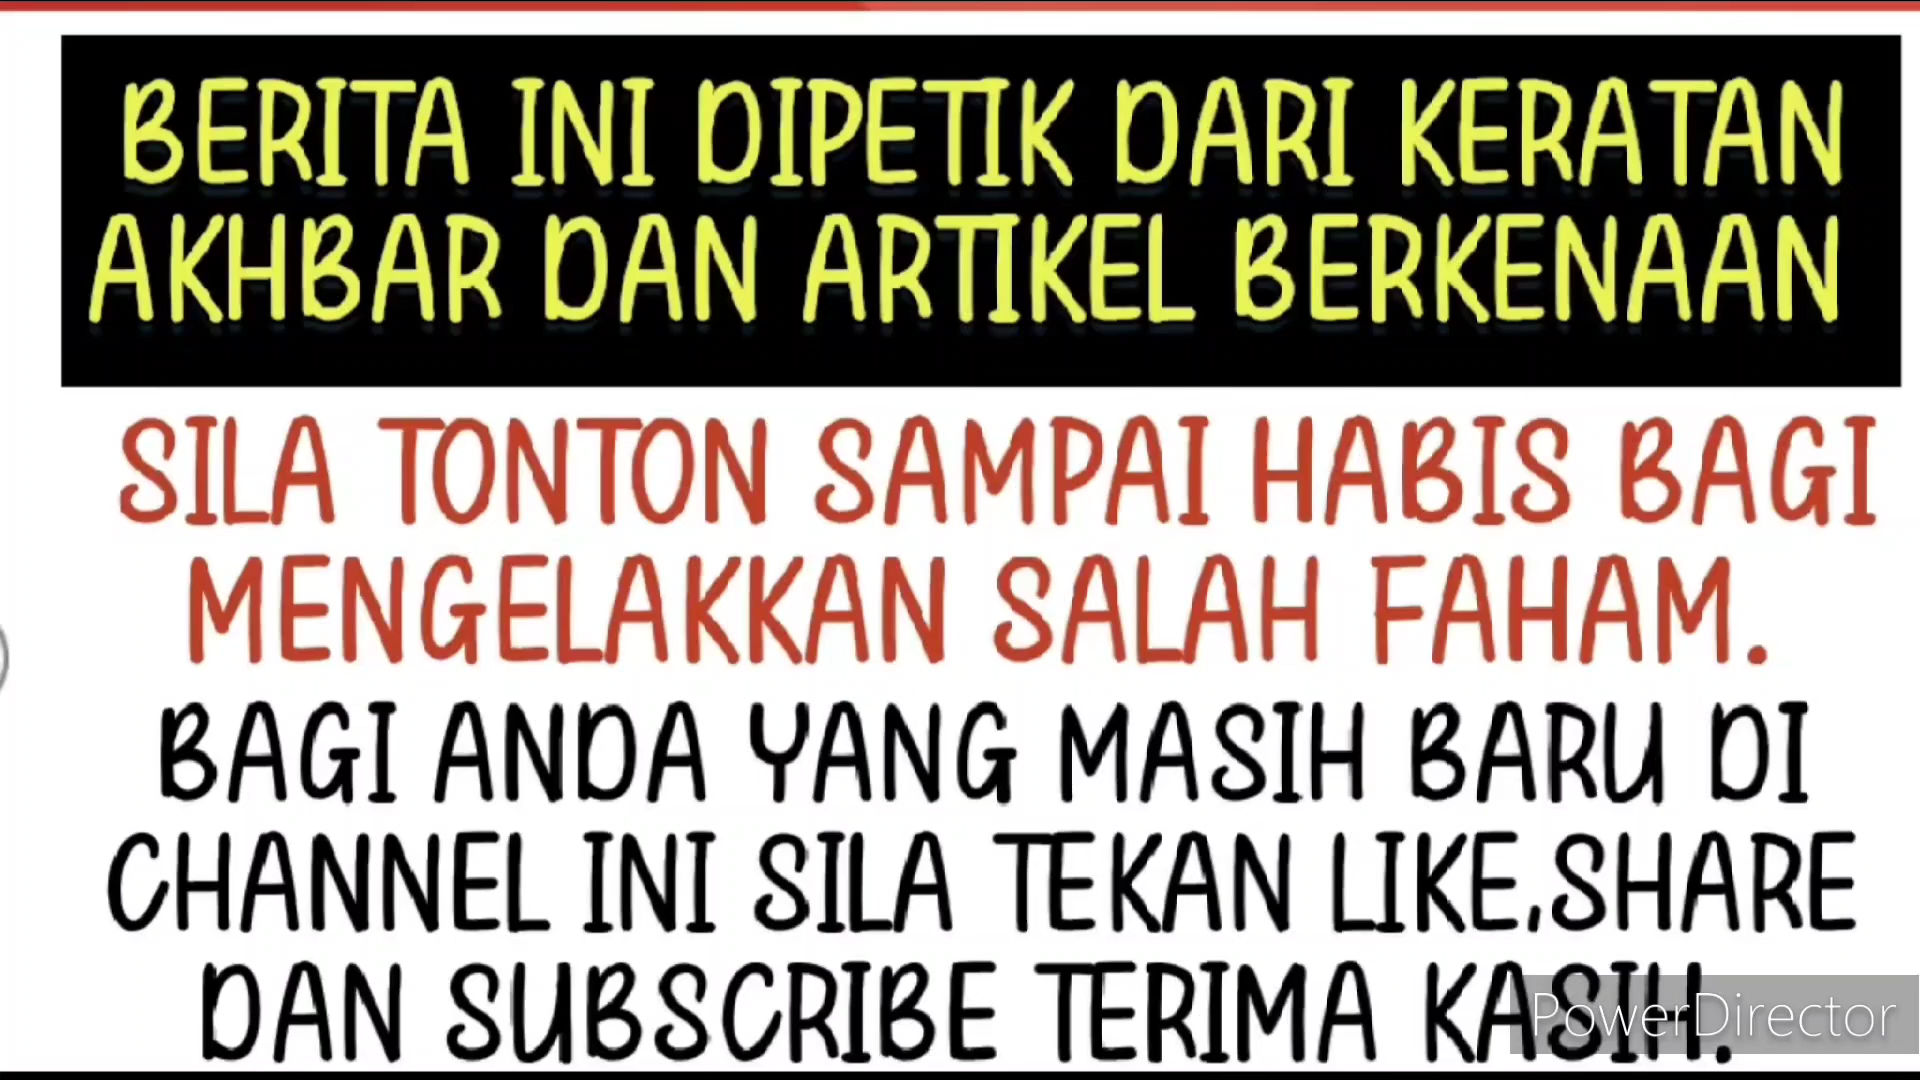 BERITA INI DIPETIK DARI KERATAN
AKHBAR DAN ARTIKEL BERKENAAN
SILA TONTON SAMPAI HABIS BAGI
MENGELAKKAN SALAH FAHAM.
BAGI ANDA YANG MASIH BARU DI
CHANNEL INI SILA TEKAN LIKE,SHARE
DAN SUBSCRIBE TERIMA KASIH.
PowerDirector